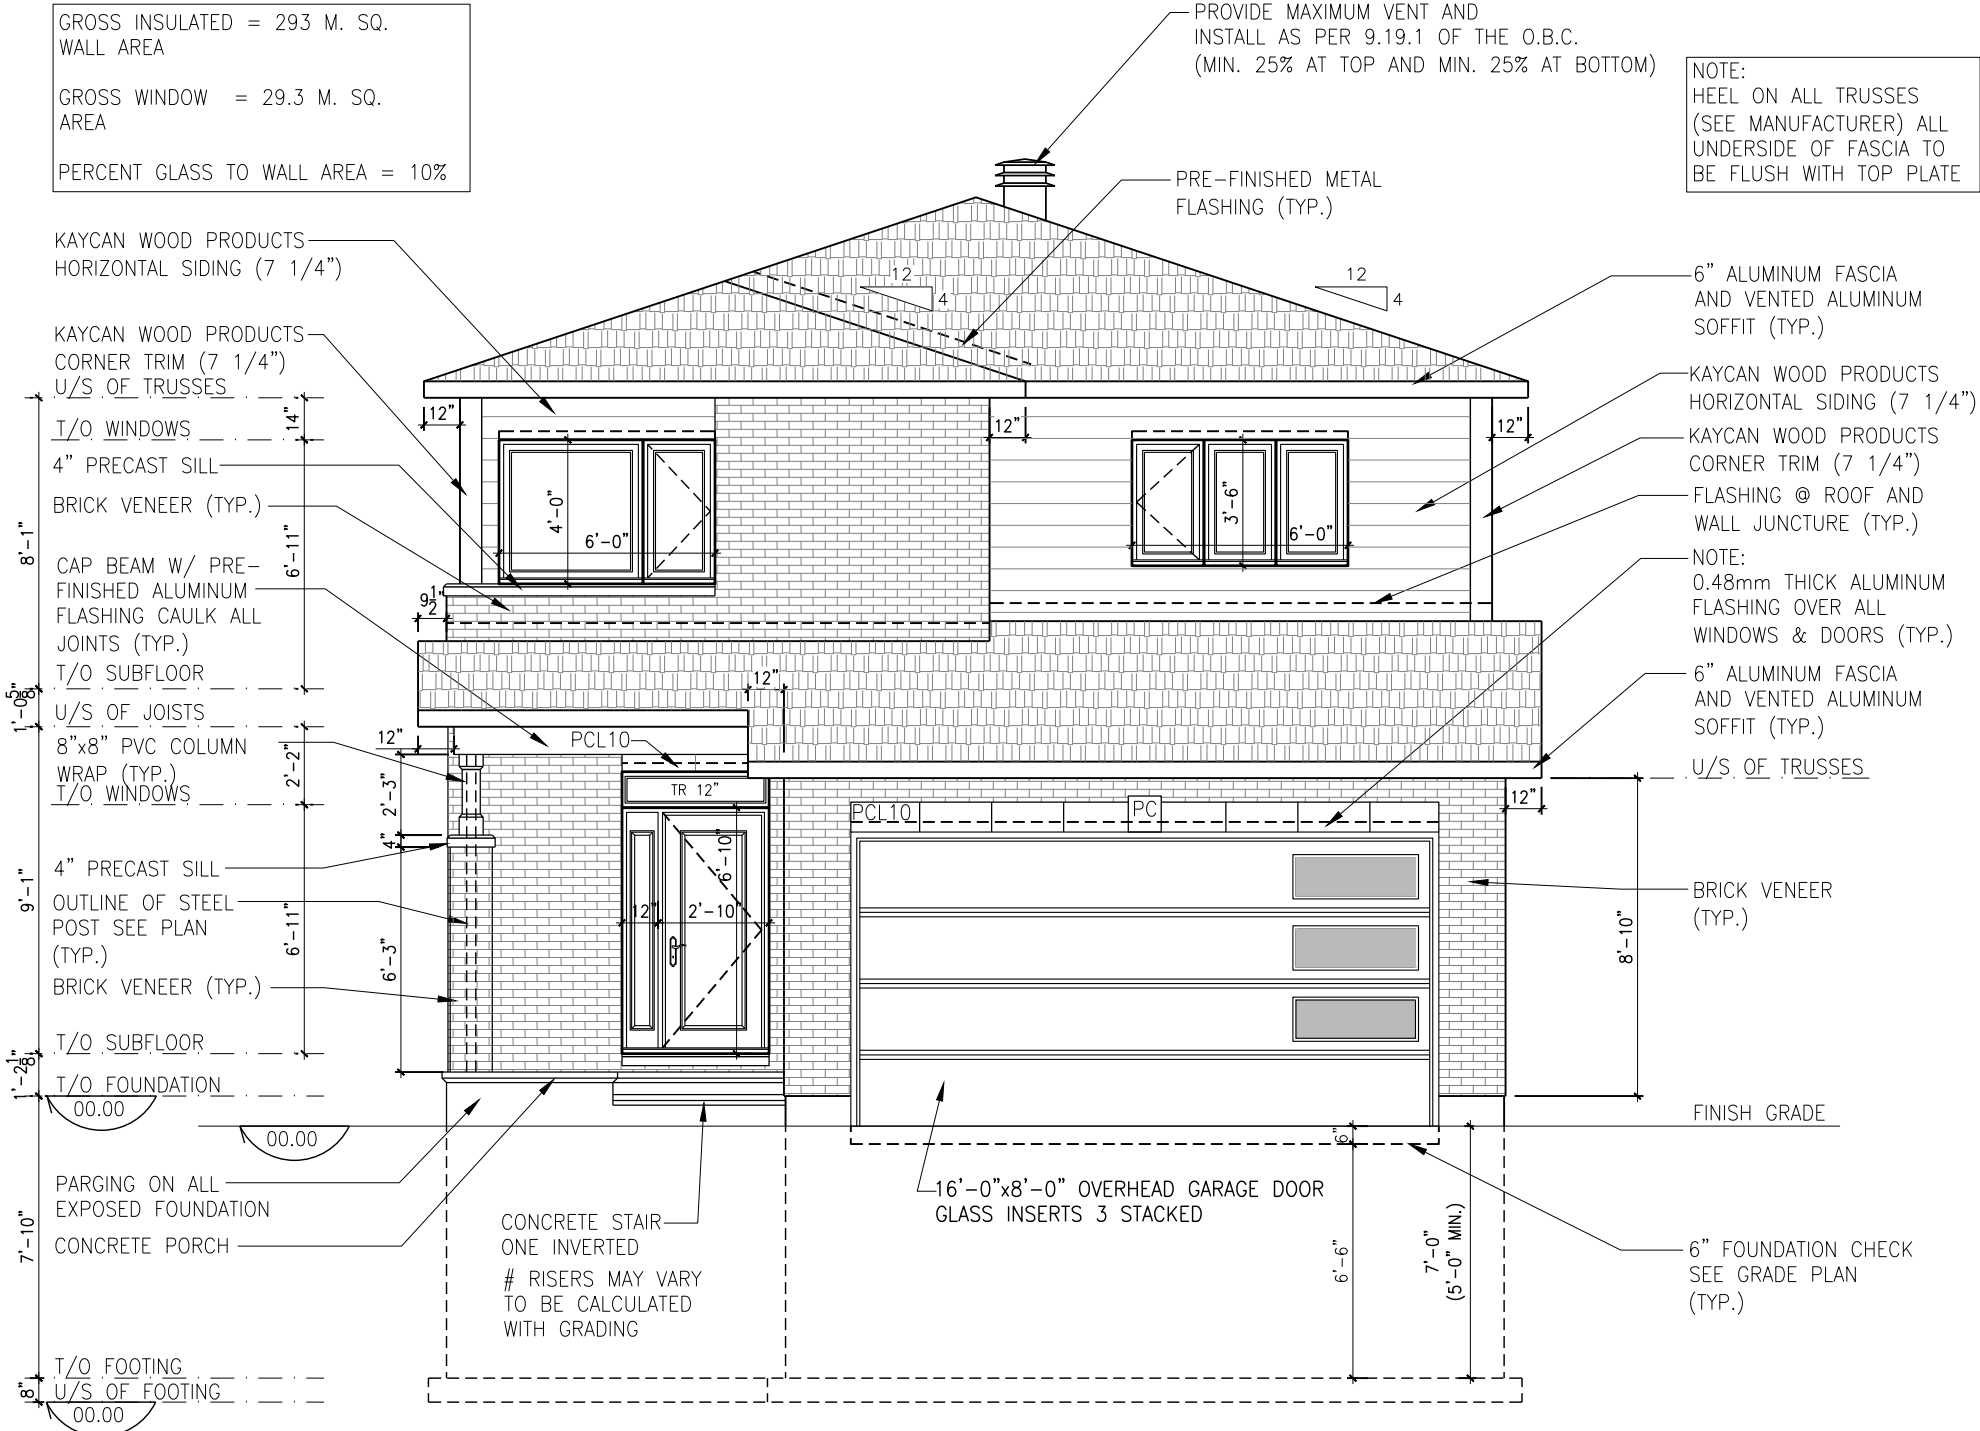 GROSS INSULATED = 293 M. SQ.
WALL AREA
GROSS WINDOW = 29.3 M. SQ.
AREA
PERCENT GLASS TO WALL AREA = 10%
PROVIDE MAXIMUM VENT AND
INSTALL AS PER 9.19.1 OF THE O.B.C.
(MIN. 25% AT TOP AND MIN. 25% AT BOTTOM)
NOTE:
HEEL ON ALL TRUSSES
(SEE MANUFACTURER) ALL
UNDERSIDE OF FASCIA TO
BE FLUSH WITH TOP PLATE
PRE-FINISHED METAL
FLASHING (TYP.)
KAYCAN WOOD PRODUCTS
HORIZONTAL SIDING (7 1/4")
KAYCAN WOOD PRODUCTS
CORNER TRIM (7 1/4")
U/S OF TRUSSES
T/O WINDOWS
4" PRECAST SILL
BRICK VENEER (TYP.)
CAP BEAM W/ PRE-
FINISHED ALUMINUM
FLASHING CAULK ALL
JOINTS (TYP.)
T/O SUBFLOOR
U/S OF JOISTS
8"x8" PVC COLUMN
WRAP (TYP.)
T/O WINDOWS
4" PRECAST SILL
OUTLINE OF STEEL
POST SEE PLAN
(TYP.)
BRICK VENEER (TYP.)
T/O SUBFLOOR
T/O FOUNDATION
00.00
00.00
PARGING ON ALL
EXPOSED FOUNDATION
CONCRETE PORCH
T/O FOOTING
U/S OF FOOTING
00.00
8'-1"
1'-0 5/8"
9'-1"
1'-2 1/8"
7'-10"
8"
14"
6'-11"
2'-2"
6'-11"
12"
2'-3"
4"
6'-3"
12
4
12
4
12"
12"
12"
4'-0"
6'-0"
3'-6"
6'-0"
9 1/2"
12"
PCL10
TR 12"
6'-10"
12"
2'-10"
PCL10
PC
12"
8'-10"
6" ALUMINUM FASCIA
AND VENTED ALUMINUM
SOFFIT (TYP.)
KAYCAN WOOD PRODUCTS
HORIZONTAL SIDING (7 1/4")
KAYCAN WOOD PRODUCTS
CORNER TRIM (7 1/4")
FLASHING @ ROOF AND
WALL JUNCTURE (TYP.)
NOTE:
0.48mm THICK ALUMINUM
FLASHING OVER ALL
WINDOWS & DOORS (TYP.)
6" ALUMINUM FASCIA
AND VENTED ALUMINUM
SOFFIT (TYP.)
U/S OF TRUSSES
BRICK VENEER
(TYP.)
FINISH GRADE
6"
6'-6"
7'-0"
(5'-0" MIN.)
16'-0"x8'-0" OVERHEAD GARAGE DOOR
GLASS INSERTS 3 STACKED
CONCRETE STAIR
ONE INVERTED
# RISERS MAY VARY
TO BE CALCULATED
WITH GRADING
6" FOUNDATION CHECK
SEE GRADE PLAN
(TYP.)